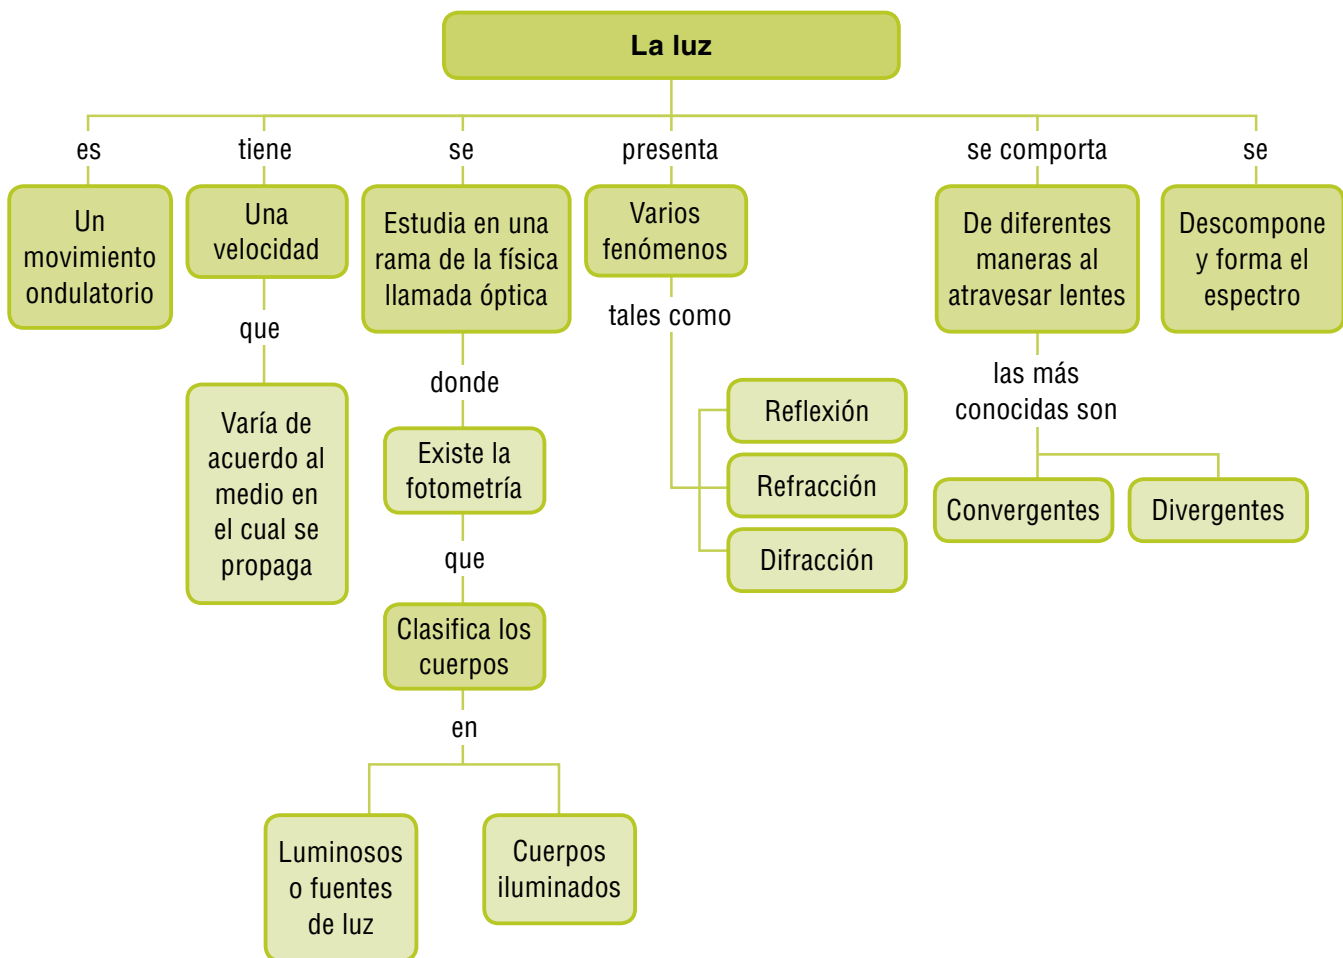 La luz
es
tiene
se
presenta
se comporta
se
Un
movimiento
ondulatorio
Una
velocidad
Estudia en una
rama de la física
llamada óptica
Varios
fenómenos
De diferentes
maneras al
atravesar lentes
Descompone
y forma el
espectro
que
Varía de
acuerdo al
medio en
el cual se
propaga
donde
Existe la
fotometría
que
Clasifica los
cuerpos
en
Luminosos
o fuentes
de luz
Cuerpos
iluminados
tales como
Reflexión
Refracción
Difracción
las más
conocidas son
Convergentes
Divergentes